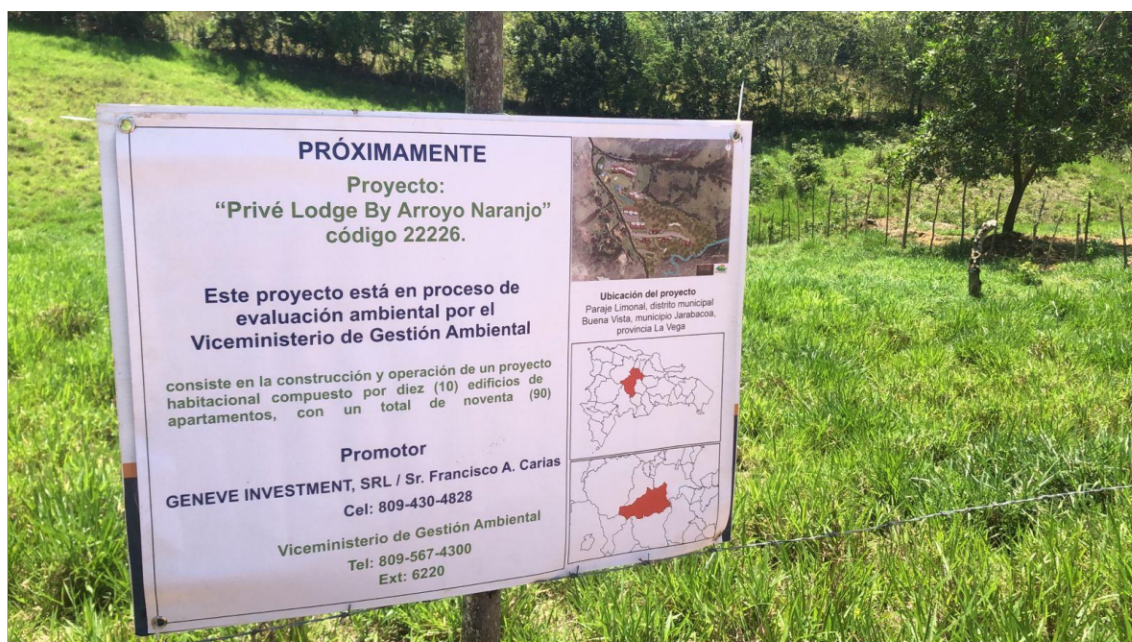 PRÓXIMAMENTE
Proyecto:
“Privé Lodge By Arroyo Naranjo”
código 22226.
Este proyecto está en proceso de
evaluación ambiental por el
Viceministerio de Gestión Ambiental
consiste en la construcción y operación de un proyecto
habitacional compuesto por diez (10) edificios de
apartamentos, con un total de noventa (90)
Promotor
GENEVE INVESTMENT, SRL / Sr. Francisco A. Carias
Cel: 809-430-4828
Viceministerio de Gestión Ambiental
Tel: 809-567-4300
Ext: 6220
Ubicación del proyecto
Paraje Limonal, distrito municipal
Buena Vista, municipio Jarabacoa,
provincia La Vega